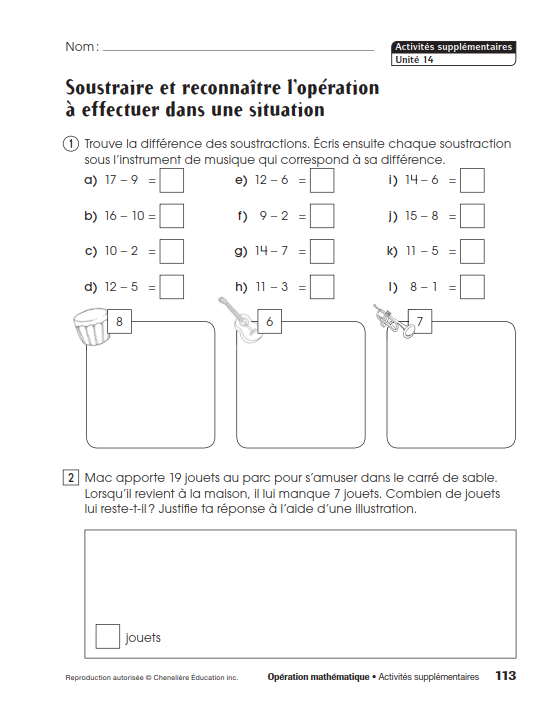 Nom :
Activités supplémentaires
Unité 14
Soustraire et reconnaître l'opération
à effectuer dans une situation
1 Trouve la différence des soustractions. Écris ensuite chaque soustraction
sous l'instrument de musique qui correspond à sa différence.
a) 17 – 9 = e) 12 – 6 = i) 14 – 6 =
b) 16 – 10 = f) 9 – 2 = j) 15 – 8 =
c) 10 – 2 = g) 14 – 7 = k) 11 – 5 =
d) 12 – 5 = h) 11 – 3 = l) 8 – 1 =
8 6 7
2 Mac apporte 19 jouets au parc pour s'amuser dans le carré de sable.
Lorsqu'il revient à la maison, il lui manque 7 jouets. Combien de jouets
lui reste-t-il ? Justifie ta réponse à l'aide d'une illustration.
jouets
Reproduction autorisée © Chenelière Éducation inc. Opération mathématique • Activités supplémentaires 113